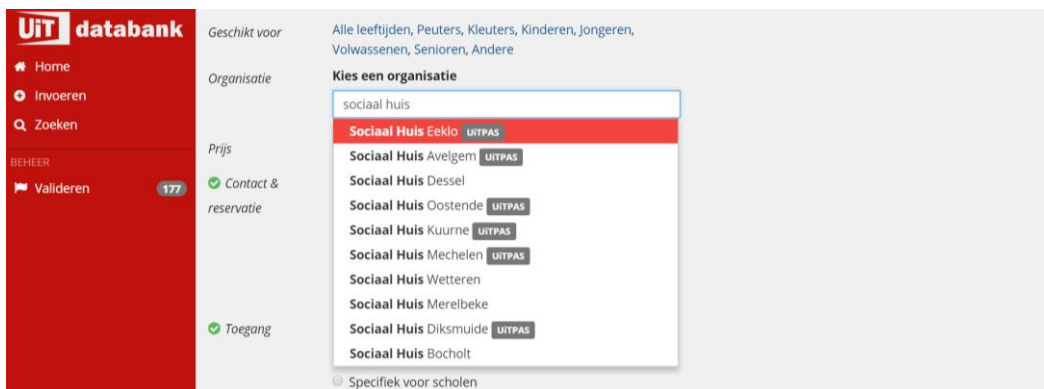 UiT databank
Home
Invoeren
Zoeken
BEHEER
Valideren 177
Geschikt voor
Alle leeftijden, Peuters, Kleuters, Kinderen, Jongeren,
Volwassenen, Senioren, Andere
Organisatie
Kies een organisatie
sociaal huis
Sociaal Huis Eeklo UiTPAS
Sociaal Huis Avelgem UiTPAS
Sociaal Huis Dessel
Sociaal Huis Oostende UiTPAS
Sociaal Huis Kuurne UiTPAS
Sociaal Huis Mechelen UiTPAS
Sociaal Huis Wetteren
Sociaal Huis Merelbeke
Sociaal Huis Diksmuide UiTPAS
Sociaal Huis Bocholt
Prijs
Contact &
reservatie
Toegang
Specifiek voor scholen